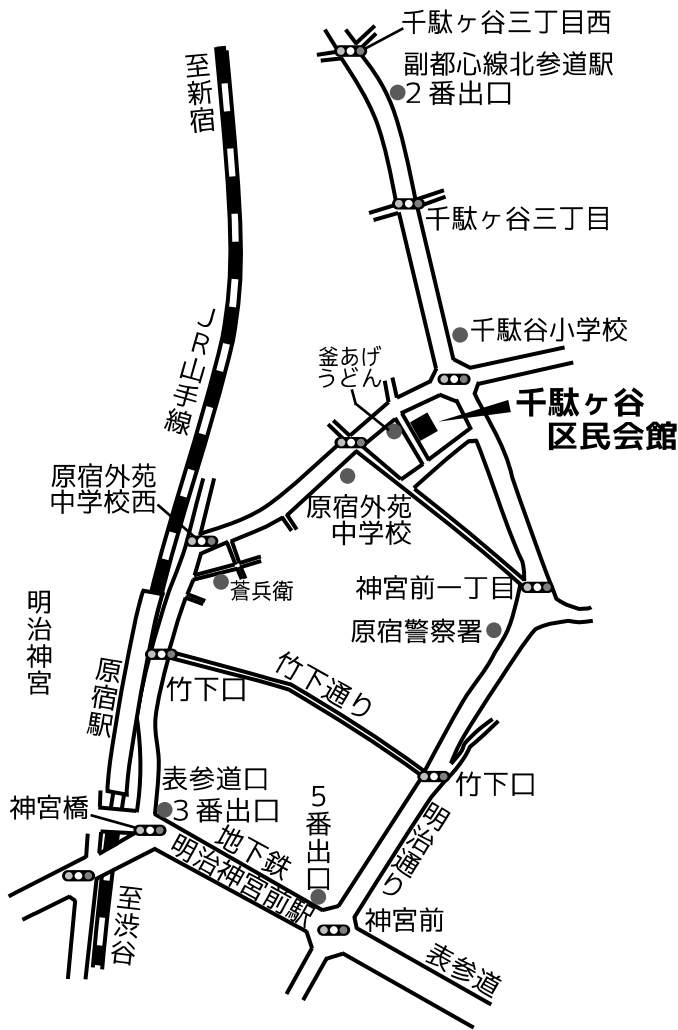 千駄ヶ谷三丁目西
副都心線北参道駅
２番出口
至新宿
千駄ヶ谷三丁目
ＪＲ山手線
千駄谷小学校
釜あげ
うどん
千駄ヶ谷
区民会館
原宿外苑
中学校西
原宿外苑
中学校
神宮前一丁目
蒼兵衛
明治神宮
原宿警察署
原宿駅
竹下口
竹下通り
表参道口
３番出口
竹下口
神宮橋
５番出口
明治通り
地下鉄
明治神宮前駅
至渋谷
神宮前
表参道